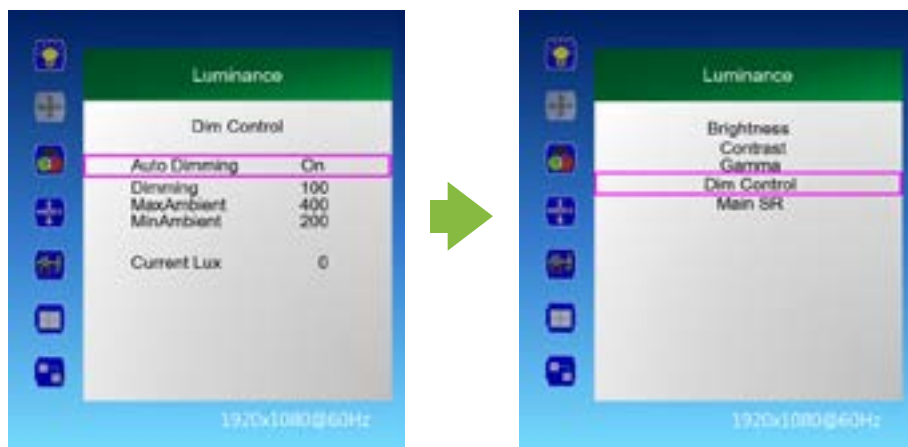 Luminance
Dim Control
Auto Dimming On
Dimming 100
MaxAmbient 400
MinAmbient 200
Current Lux 0
1920x1080@60Hz
Luminance
Brightness
Contrast
Gamma
Dim Control
Main SR
1920x1080@60Hz